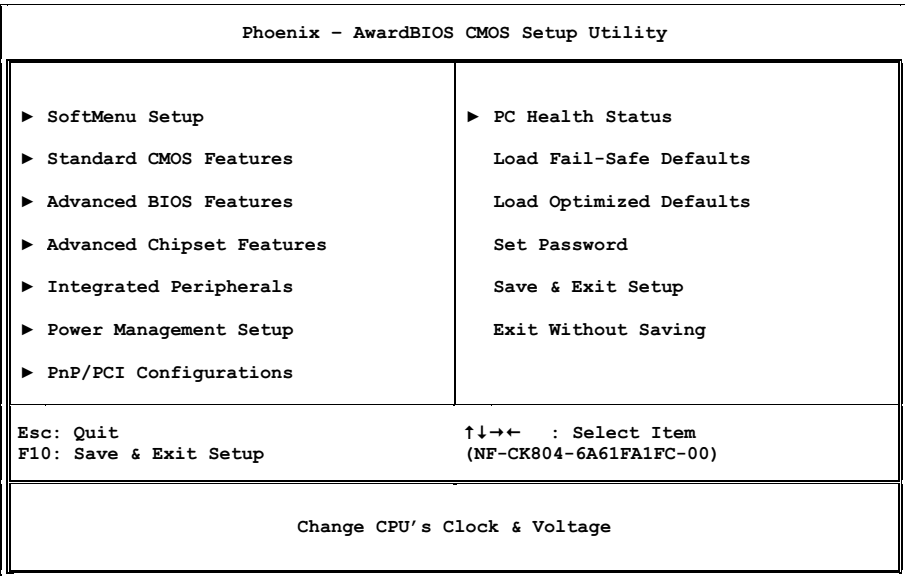 Phoenix – AwardBIOS CMOS Setup Utility
► SoftMenu Setup
► Standard CMOS Features
► Advanced BIOS Features
► Advanced Chipset Features
► Integrated Peripherals
► Power Management Setup
► PnP/PCI Configurations
► PC Health Status
Load Fail-Safe Defaults
Load Optimized Defaults
Set Password
Save & Exit Setup
Exit Without Saving
Esc: Quit
F10: Save & Exit Setup
↑↓→← : Select Item
(NF-CK804-6A61FA1FC-00)
Change CPU’s Clock & Voltage